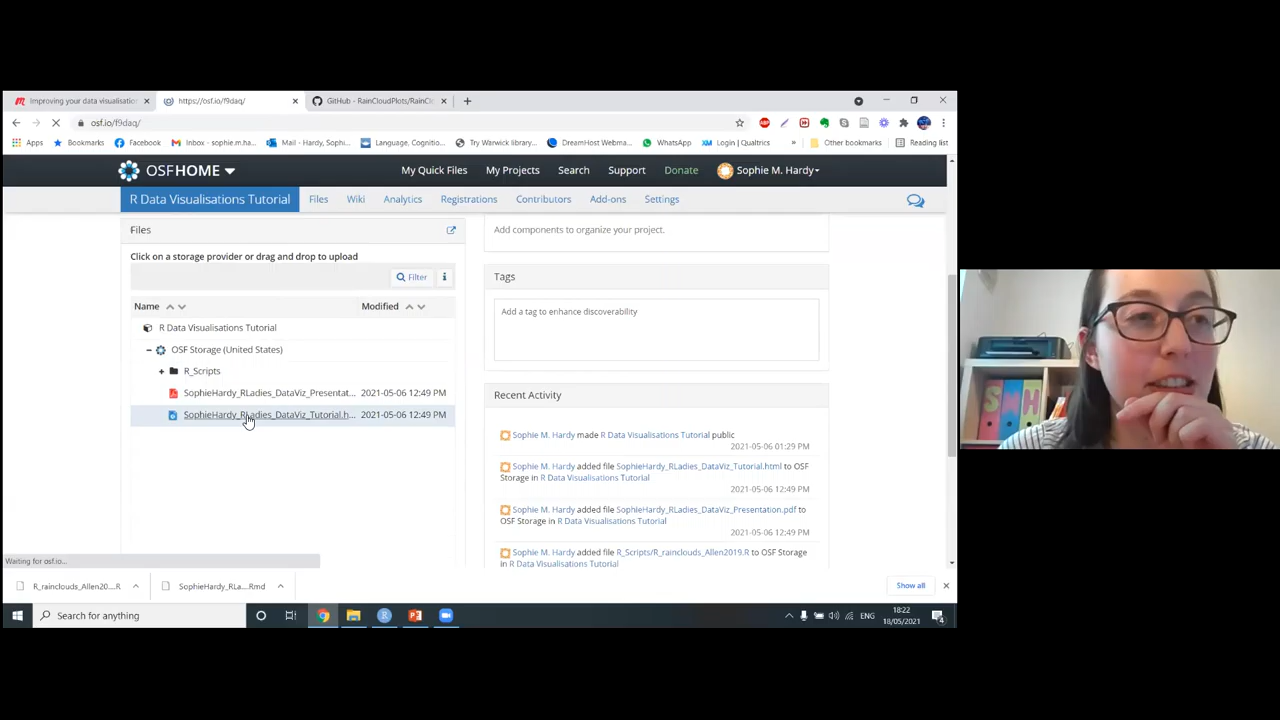 Improving your data visualisatio
https://osf.io/f9daq/
GitHub - RainCloudPlots/RainCl
osf.io/f9daq/
Apps
Bookmarks
Facebook
Inbox - sophie.m.ha...
Mail - Hardy, Sophi...
Language, Cognitio...
Try Warwick library...
DreamHost Webma...
WhatsApp
Login | Qualtrics
»
Other bookmarks
Reading list
OSFHOME
My Quick Files
My Projects
Search
Support
Donate
Sophie M. Hardy
R Data Visualisations Tutorial
Files
Wiki
Analytics
Registrations
Contributors
Add-ons
Settings
Files
Click on a storage provider or drag and drop to upload
Filter
Name
Modified
R Data Visualisations Tutorial
OSF Storage (United States)
R_Scripts
SophieHardy_RLadies_DataViz_Presentat... 2021-05-06 12:49 PM
SophieHardy_RLadies_DataViz_Tutorial.h... 2021-05-06 12:49 PM
Add components to organize your project.
Tags
Add a tag to enhance discoverability
Recent Activity
Sophie M. Hardy made R Data Visualisations Tutorial public
2021-05-06 01:29 PM
Sophie M. Hardy added file SophieHardy_RLadies_DataViz_Tutorial.html to OSF
Storage in R Data Visualisations Tutorial
2021-05-06 12:49 PM
Sophie M. Hardy added file SophieHardy_RLadies_DataViz_Presentation.pdf to
OSF Storage in R Data Visualisations Tutorial
2021-05-06 12:49 PM
Sophie M. Hardy added file R_Scripts/R_rainclouds_Allen2019.R to OSF Storage
in R Data Visualisations Tutorial
Waiting for osf.io...
R_rainclouds_Allen20....R
SophieHardy_RLa....Rmd
Show all
Search for anything
ENG
18:22
18/05/2021
4
S M H